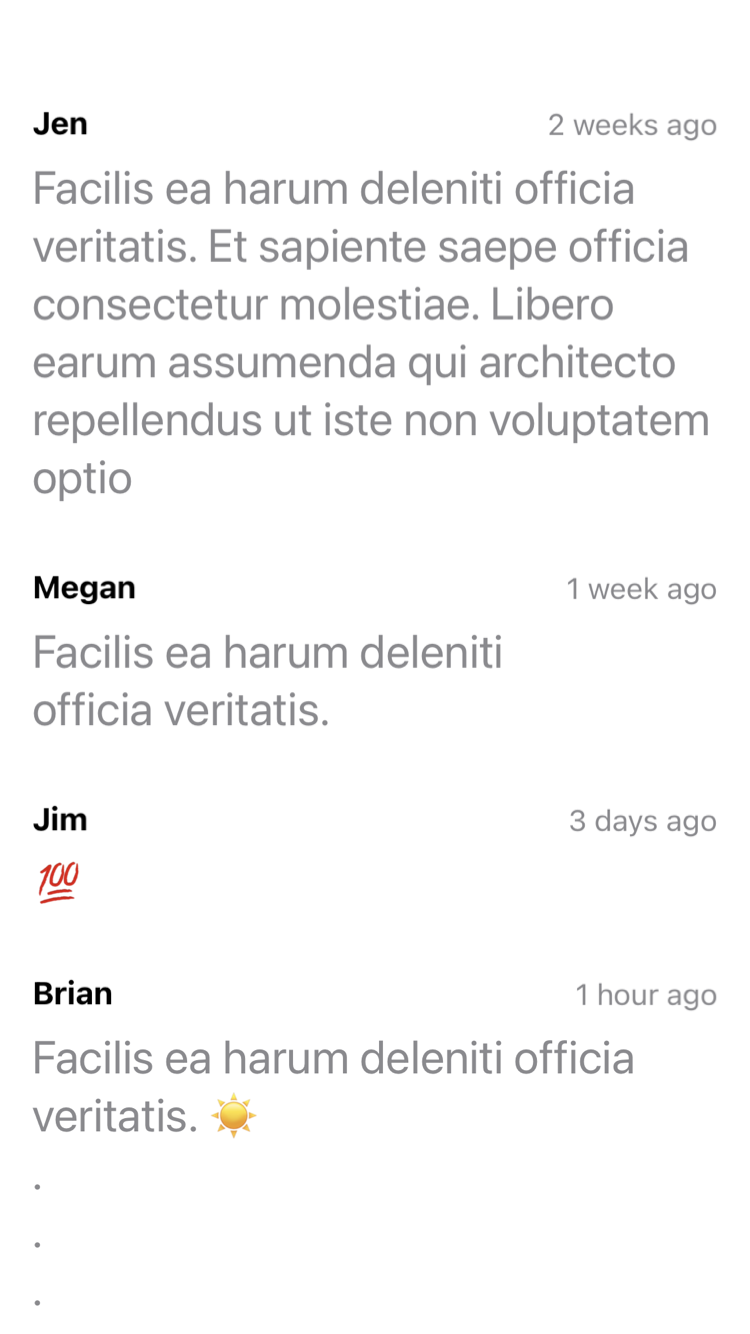 Jen 2 weeks ago
Facilis ea harum deleniti officia
veritatis. Et sapiente saepe officia
consectetur molestiae. Libero
earum assumenda qui architecto
repellendus ut iste non voluptatem
optio
Megan 1 week ago
Facilis ea harum deleniti
officia veritatis.
Jim 3 days ago
💯
Brian 1 hour ago
Facilis ea harum deleniti officia
veritatis. ☀️
.
.
.